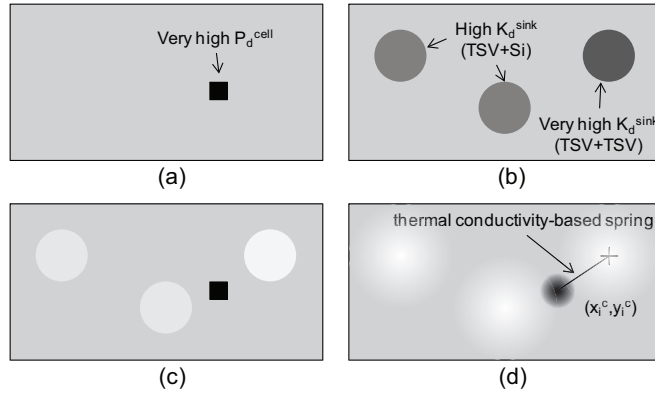 Very high P_d^cell
(a)
High K_d^sink
(TSV+Si)
Very high K_d^sink
(TSV+TSV)
(b)
(c)
thermal conductivity-based spring
(x_i^c,y_i^c)
(d)